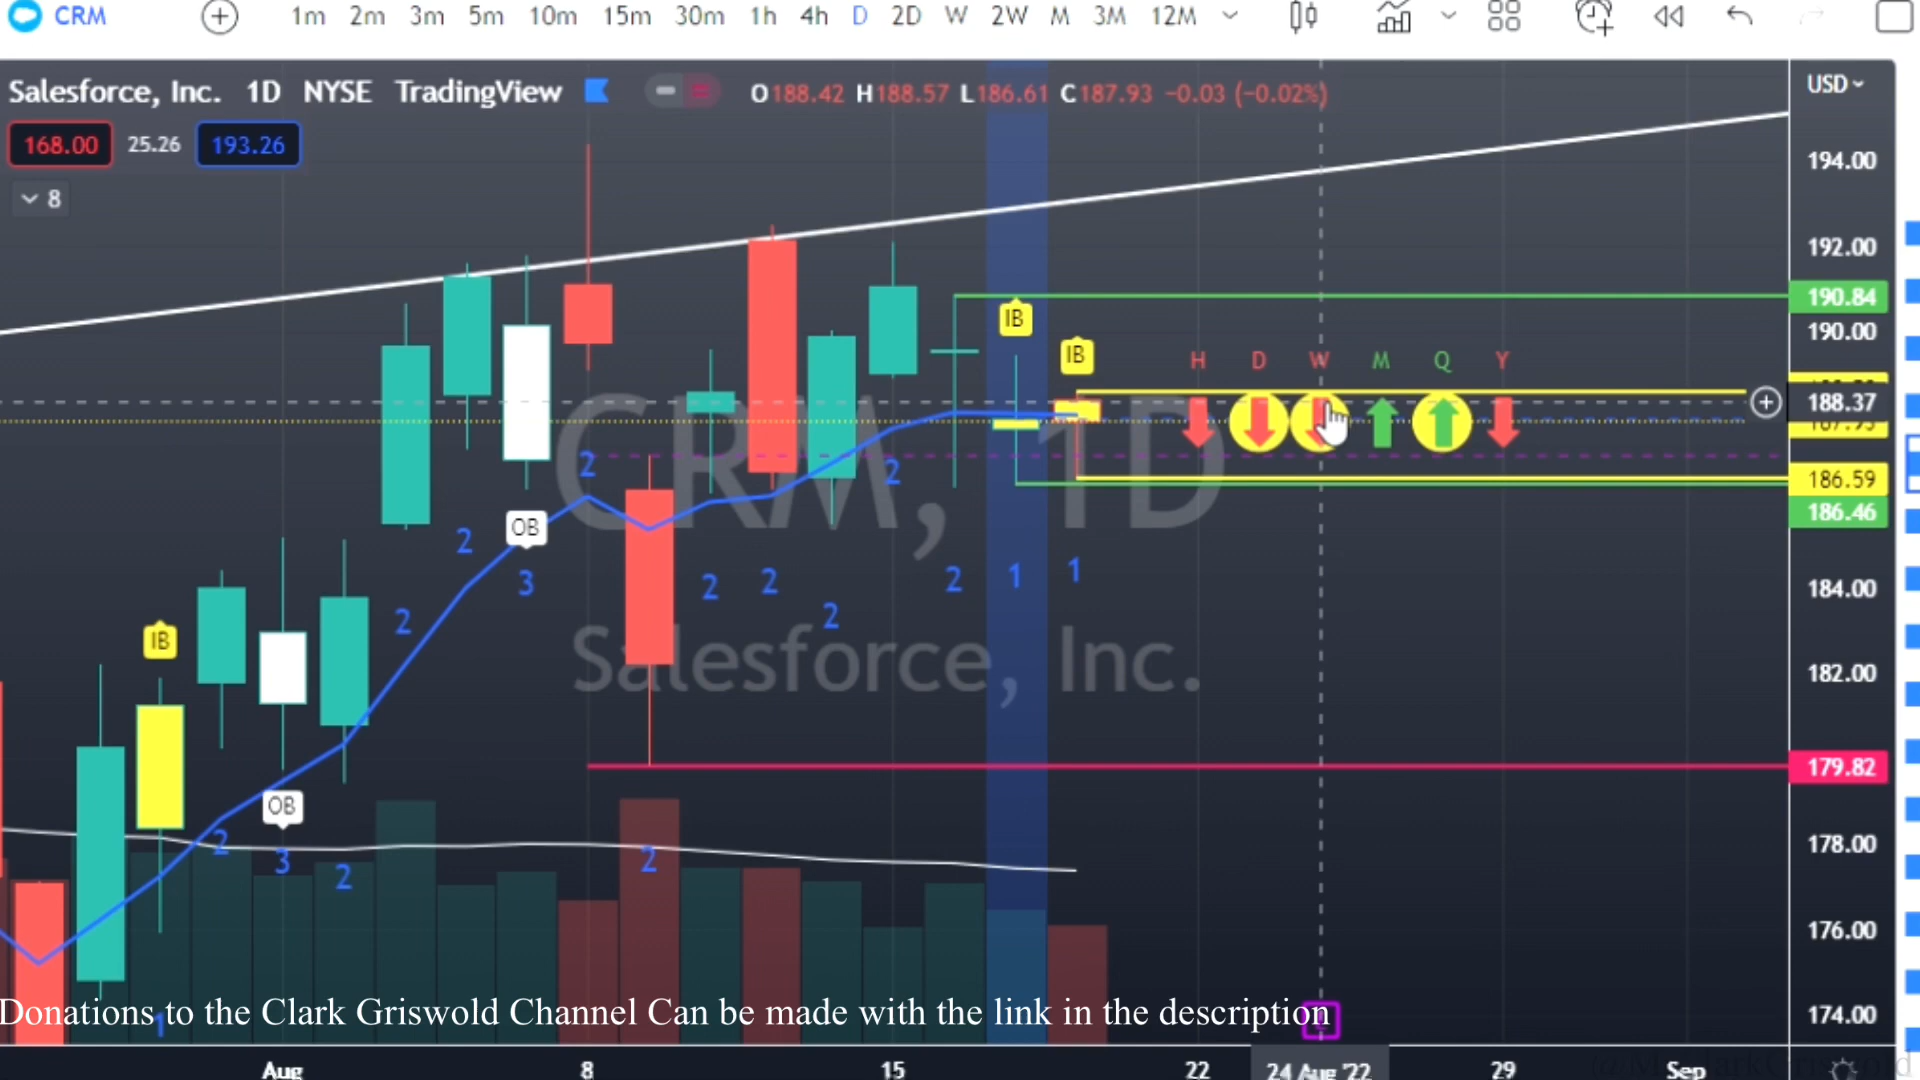 CRM 1m 2m 3m 5m 10m 15m 30m 1h 4h D 2D W 2W M 3M 12M
Salesforce, Inc. 1D NYSE TradingView O188.42 H188.57 L186.61 C187.93 −0.03 (−0.02%)
USD
168.00 25.26 193.26
194.00
8
192.00
190.84
IB
190.00
IB
H D W M Q Y
188.37
CRM, 1D
2
2
186.59
186.46
OB
2
3
2
2
2
1
1
184.00
2
2
IB
Salesforce, Inc.
182.00
179.82
OB
2
3
2
2
178.00
176.00
Donations to the Clark Griswold Channel Can be made with the link in the description
1
174.00
Aug 8 15 22 24 Aug '22 29 Sep